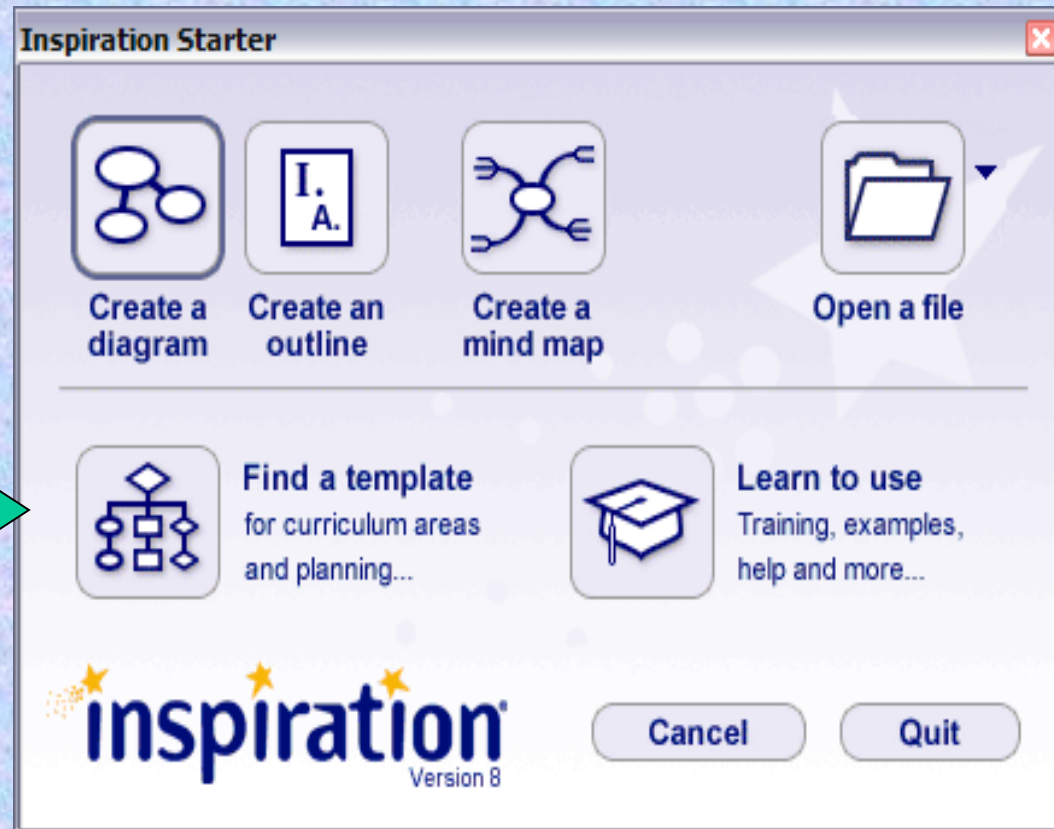 Inspiration Starter
I.
A.
Create a
diagram
Create an
outline
Create a
mind map
Open a file
Find a template
for curriculum areas
and planning...
Learn to use
Training, examples,
help and more...
inspiration
Version 8
Cancel
Quit